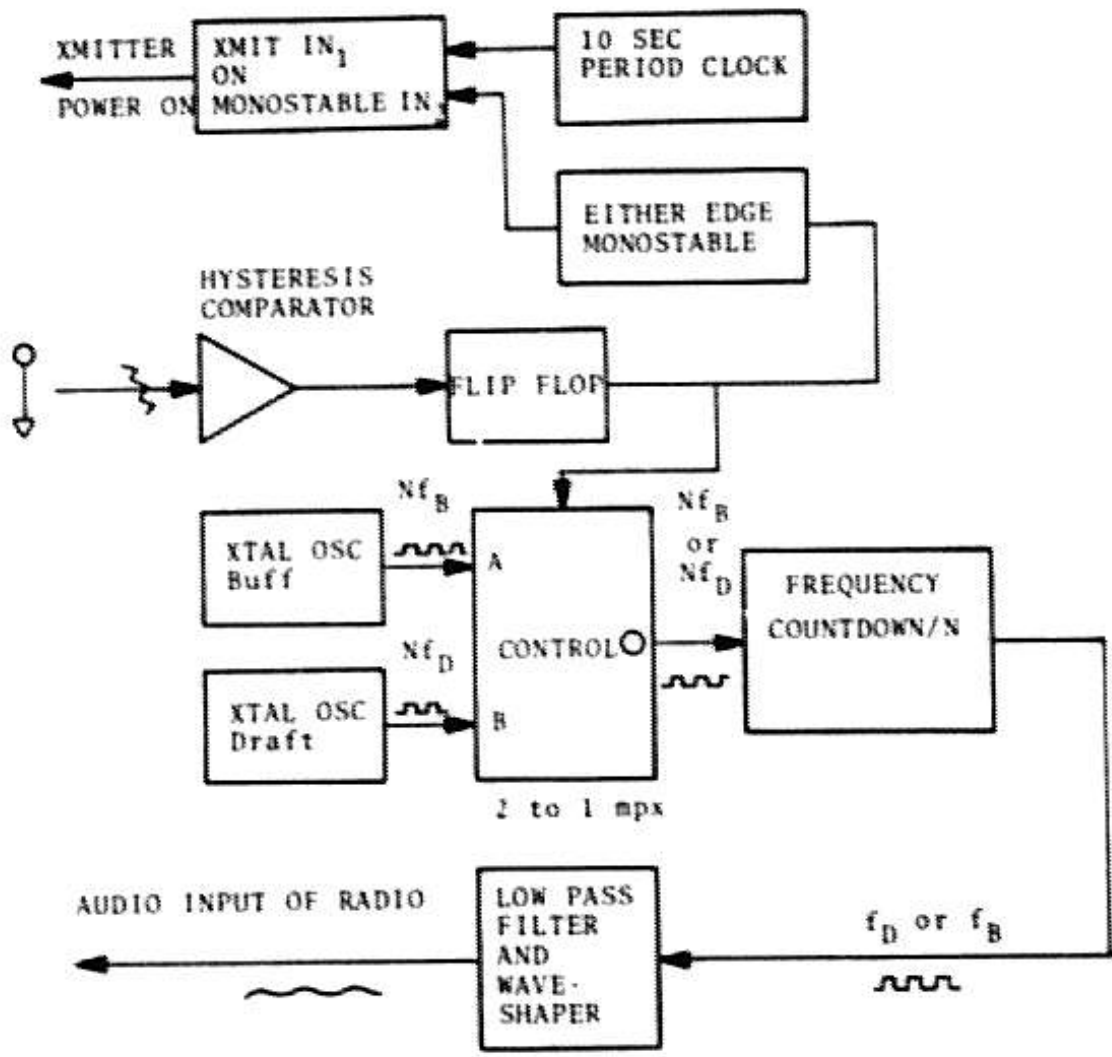 XMITTER
POWER ON
XMIT IN1
ON
MONOSTABLE IN
10 SEC
PERIOD CLOCK
EITHER EDGE
MONOSTABLE
HYSTERESIS
COMPARATOR
FLIP FLOP
NfB
XTAL OSC
Buff
A
NfB
or
NfD
FREQUENCY
COUNTDOWN/N
CONTROL
NfD
XTAL OSC
Draft
B
2 to 1 mpx
AUDIO INPUT OF RADIO
LOW PASS
FILTER
AND
WAVE-
SHAPER
fD or fB